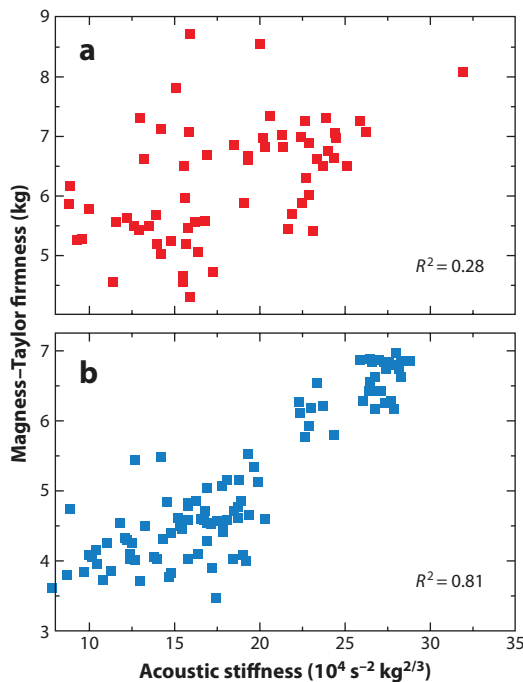 9
a
8
7
6
5
R² = 0.28
Magness–Taylor firmness (kg)
7
b
6
5
4
R² = 0.81
3
10 15 20 25 30 35
Acoustic stiffness (10⁴ s⁻² kg²/³)